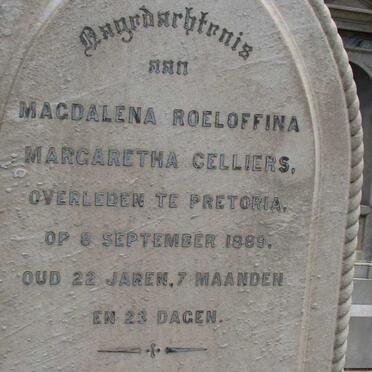 Nagedachtenis
aan
MAGDALENA ROELOFFINA
MARGARETHA CELLIERS,
OVERLEDEN TE PRETORIA,
OP 8 SEPTEMBER 1889,
OUD 22 JAREN, 7 MAANDEN
EN 23 DAGEN.